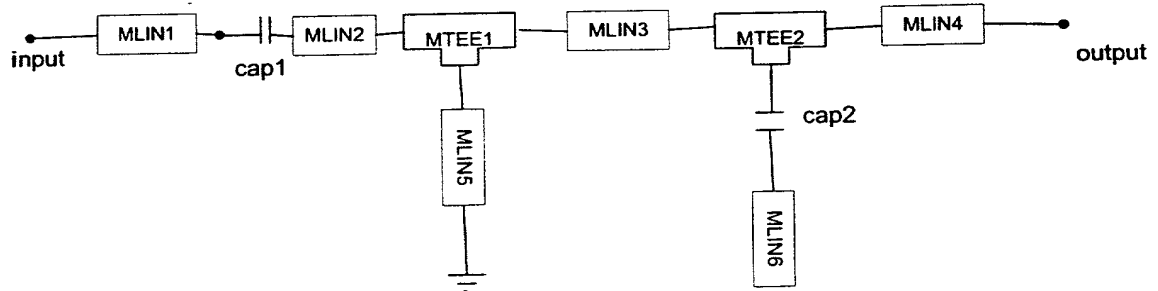 MLIN1
MLIN2
MTEE1
MLIN3
MTEE2
MLIN4
input
cap1
output
MLIN5
cap2
MLIN6